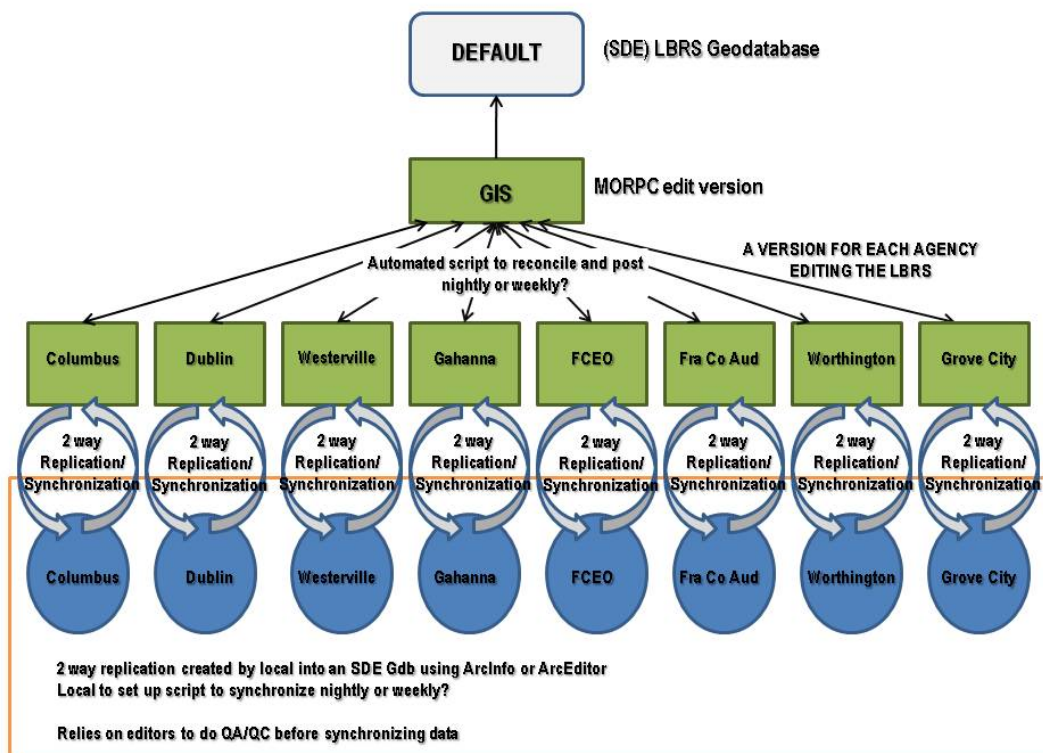 DEFAULT
(SDE) LBRS Geodatabase
GIS
MORPC edit version
A VERSION FOR EACH AGENCY
EDITING THE LBRS
Automated script to reconcile and post
nightly or weekly?
Columbus
Dublin
Westerville
Gahanna
FCEO
Fra Co Aud
Worthington
Grove City
2 way
Replication/
Synchronization
2 way
Replication/
Synchronization
2 way
Replication/
Synchronization
2 way
Replication/
Synchronization
2 way
Replication/
Synchronization
2 way
Replication/
Synchronization
2 way
Replication/
Synchronization
2 way
Replication/
Synchronization
Columbus
Dublin
Westerville
Gahanna
FCEO
Fra Co Aud
Worthington
Grove City
2 way replication created by local into an SDE Gdb using ArcInfo or ArcEditor
Local to set up script to synchronize nightly or weekly?
Relies on editors to do QA/QC before synchronizing data